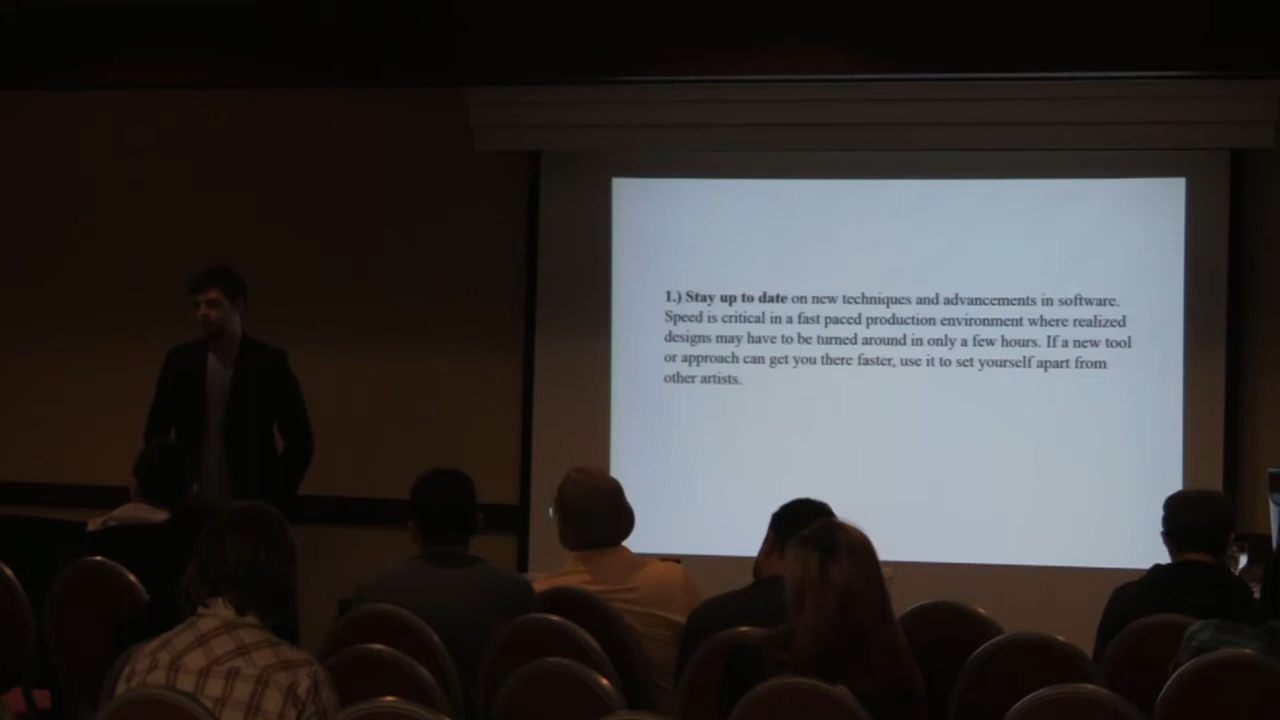 1.) Stay up to date on new techniques and advancements in software.
Speed is critical in a fast paced production environment where realized
designs may have to be turned around in only a few hours. If a new tool
or approach can get you there faster, use it to set yourself apart from
other artists.